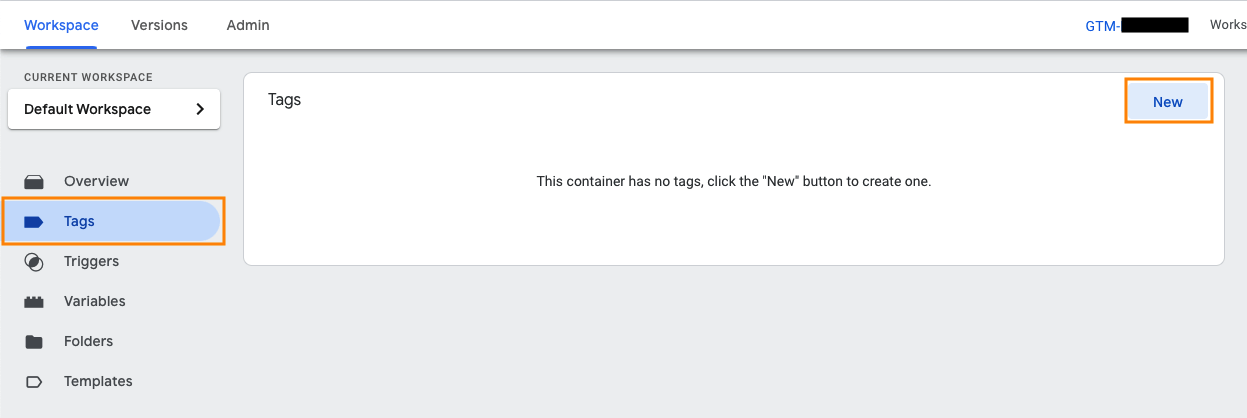 Workspace Versions Admin GTM- Works
CURRENT WORKSPACE
Default Workspace
Tags New
This container has no tags, click the "New" button to create one.
Overview
Tags
Triggers
Variables
Folders
Templates